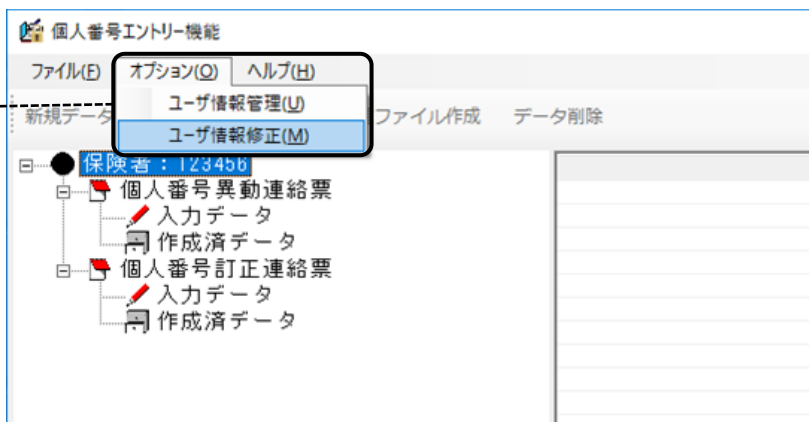 個人番号エントリー機能
ファイル(F) オプション(O) ヘルプ(H)
ユーザ情報管理(U)
新規データ ファイル作成 データ削除
ユーザ情報修正(M)
保険者：123456
個人番号異動連絡票
入力データ
作成済データ
個人番号訂正連絡票
入力データ
作成済データ